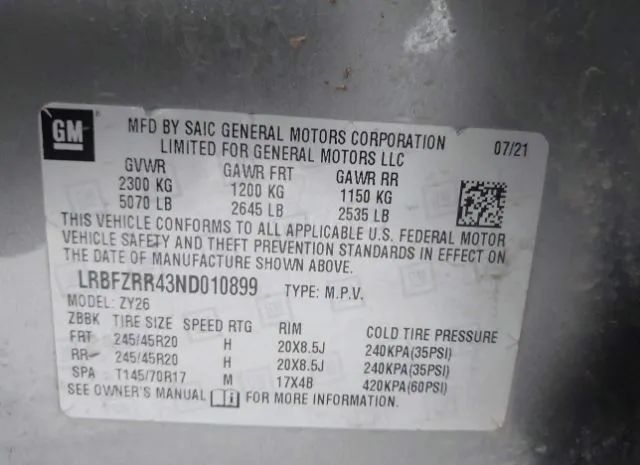 GM
MFD BY SAIC GENERAL MOTORS CORPORATION 07/21
LIMITED FOR GENERAL MOTORS LLC
GVWR GAWR FRT GAWR RR
2300 KG 1200 KG 1150 KG
5070 LB 2645 LB 2535 LB
THIS VEHICLE CONFORMS TO ALL APPLICABLE U.S. FEDERAL MOTOR
VEHICLE SAFETY AND THEFT PREVENTION STANDARDS IN EFFECT ON
THE DATE OF MANUFACTURE SHOWN ABOVE.
LRBFZRR43ND010899 TYPE: M.P.V.
MODEL: ZY26
ZBBK TIRE SIZE SPEED RTG RIM COLD TIRE PRESSURE
FRT 245/45R20 H 20X8.5J 240KPA(35PSI)
RR 245/45R20 H 20X8.5J 240KPA(35PSI)
SPA T145/70R17 M 17X4B 420KPA(60PSI)
SEE OWNER'S MANUAL i FOR MORE INFORMATION.